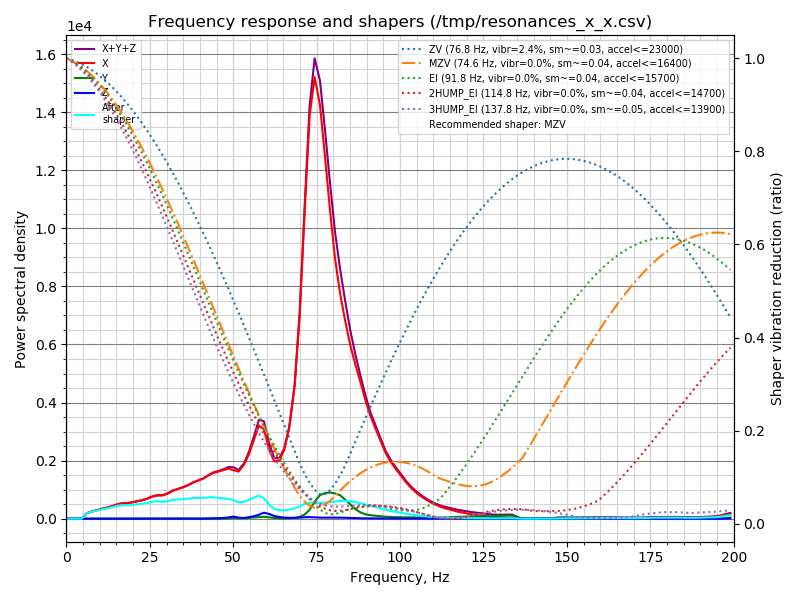 Frequency response and shapers (/tmp/resonances_x_x.csv)
1e4
X+Y+Z
X
Y
Z
After
shaper
ZV (76.8 Hz, vibr=2.4%, sm~=0.03, accel<=23000)
MZV (74.6 Hz, vibr=0.0%, sm~=0.04, accel<=16400)
EI (91.8 Hz, vibr=0.0%, sm~=0.04, accel<=15700)
2HUMP_EI (114.8 Hz, vibr=0.0%, sm~=0.04, accel<=14700)
3HUMP_EI (137.8 Hz, vibr=0.0%, sm~=0.05, accel<=13900)
Recommended shaper: MZV
Power spectral density
1.6
1.4
1.2
1.0
0.8
0.6
0.4
0.2
0.0
Shaper vibration reduction (ratio)
1.0
0.8
0.6
0.4
0.2
0.0
0 25 50 75 100 125 150 175 200
Frequency, Hz